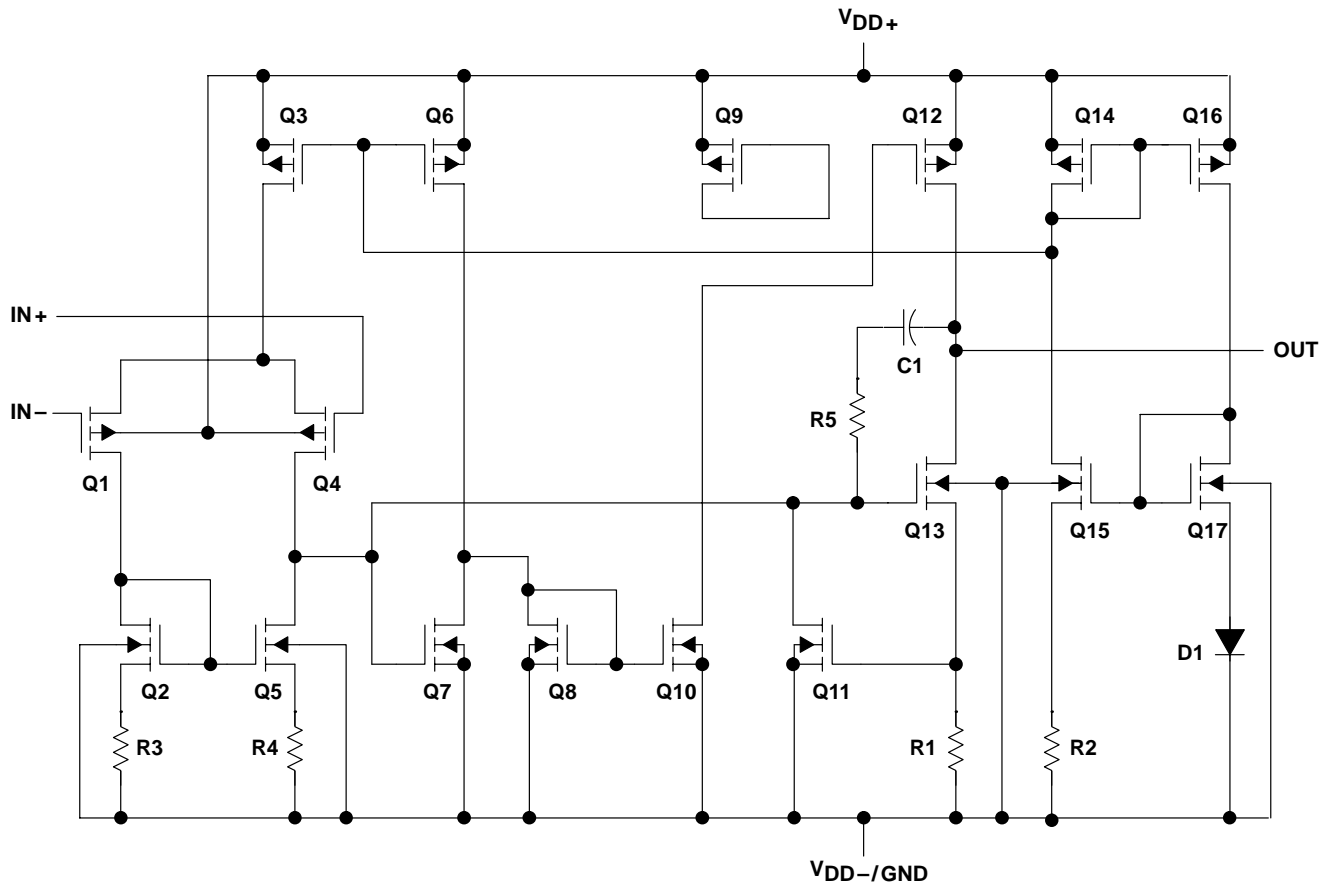 VDD+
Q3
Q6
Q9
Q12
Q14
Q16
IN+
C1
OUT
IN−
R5
Q1
Q4
Q13
Q15
Q17
D1
Q2
Q5
Q7
Q8
Q10
Q11
R3
R4
R1
R2
VDD−/GND